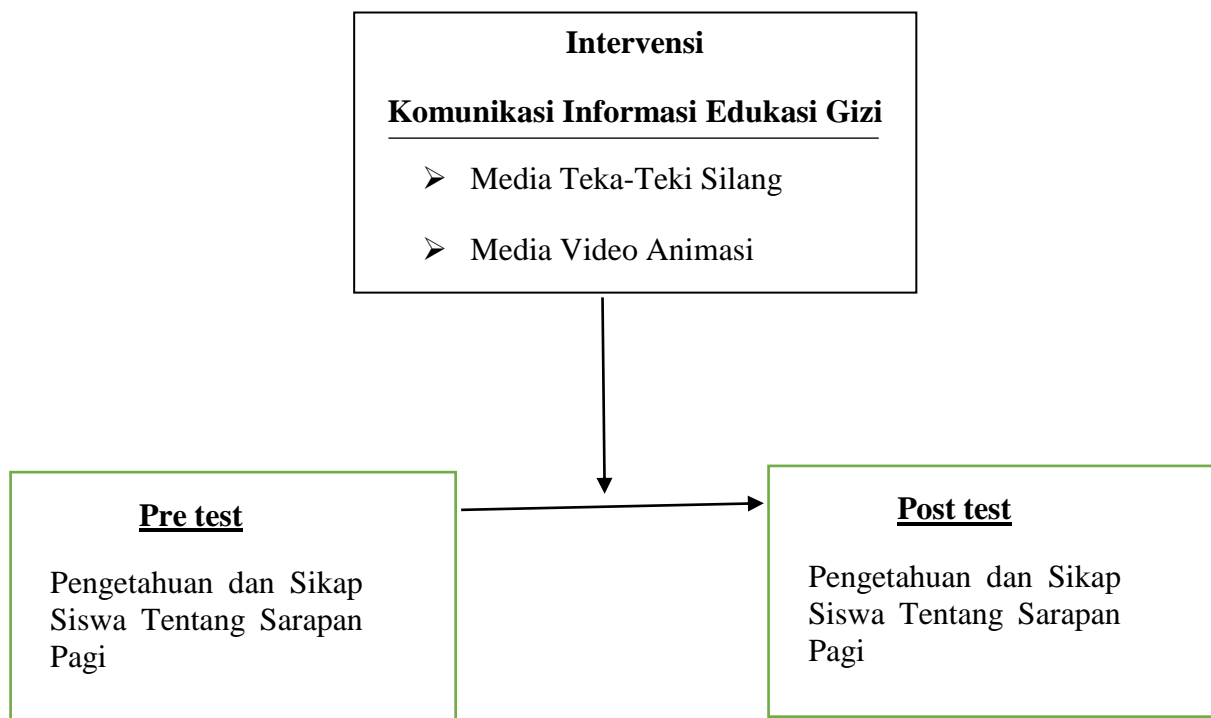 Intervensi
Komunikasi Informasi Edukasi Gizi
➢ Media Teka-Teki Silang
➢ Media Video Animasi
Pre test
Pengetahuan dan Sikap
Siswa Tentang Sarapan
Pagi
Post test
Pengetahuan dan Sikap
Siswa Tentang Sarapan
Pagi